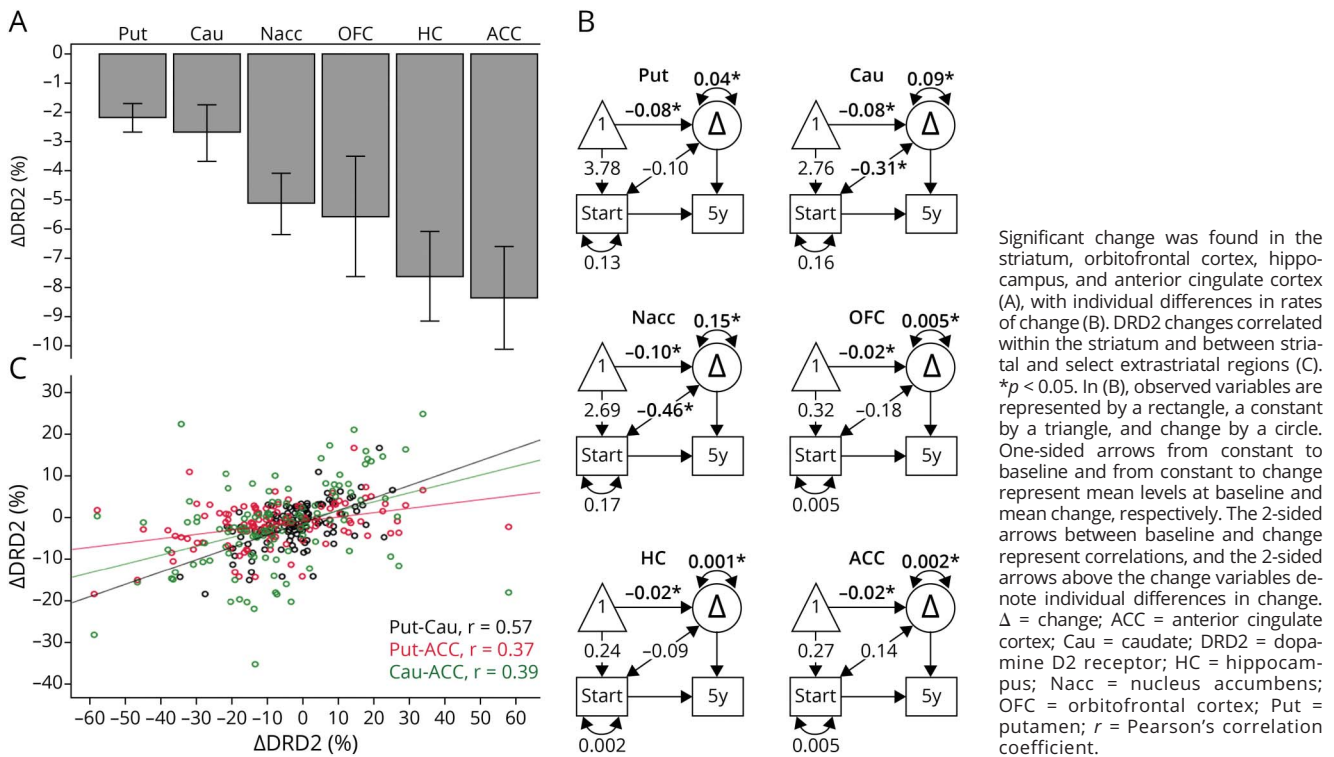 A
Put Cau Nacc OFC HC ACC
0
−1
−2
−3
−4
−5
−6
−7
−8
−9
−10
ΔDRD2 (%)
B
Put
0.04*
−0.08*
1
Δ
3.78
−0.10
Start
5y
0.13
Cau
0.09*
−0.08*
1
Δ
2.76
−0.31*
Start
5y
0.16
Nacc
0.15*
−0.10*
1
Δ
2.69
−0.46*
Start
5y
0.17
OFC
0.005*
−0.02*
1
Δ
0.32
−0.18
Start
5y
0.005
HC
0.001*
−0.02*
1
Δ
0.24
−0.09
Start
5y
0.002
ACC
0.002*
−0.02*
1
Δ
0.27
0.14
Start
5y
0.005
C
30
20
10
0
−10
−20
−30
−40
ΔDRD2 (%)
Put-Cau, r = 0.57
Put-ACC, r = 0.37
Cau-ACC, r = 0.39
−60 −50 −40 −30 −20 −10 0 10 20 30 40 50 60
ΔDRD2 (%)
Significant change was found in the
striatum, orbitofrontal cortex, hippo-
campus, and anterior cingulate cortex
(A), with individual differences in rates
of change (B). DRD2 changes correlated
within the striatum and between stria-
tal and select extrastriatal regions (C).
*p < 0.05. In (B), observed variables are
represented by a rectangle, a constant
by a triangle, and change by a circle.
One-sided arrows from constant to
baseline and from constant to change
represent mean levels at baseline and
mean change, respectively. The 2-sided
arrows between baseline and change
represent correlations, and the 2-sided
arrows above the change variables de-
note individual differences in change.
Δ = change; ACC = anterior cingulate
cortex; Cau = caudate; DRD2 = dopa-
mine D2 receptor; HC = hippocam-
pus; Nacc = nucleus accumbens;
OFC = orbitofrontal cortex; Put =
putamen; r = Pearson's correlation
coefficient.